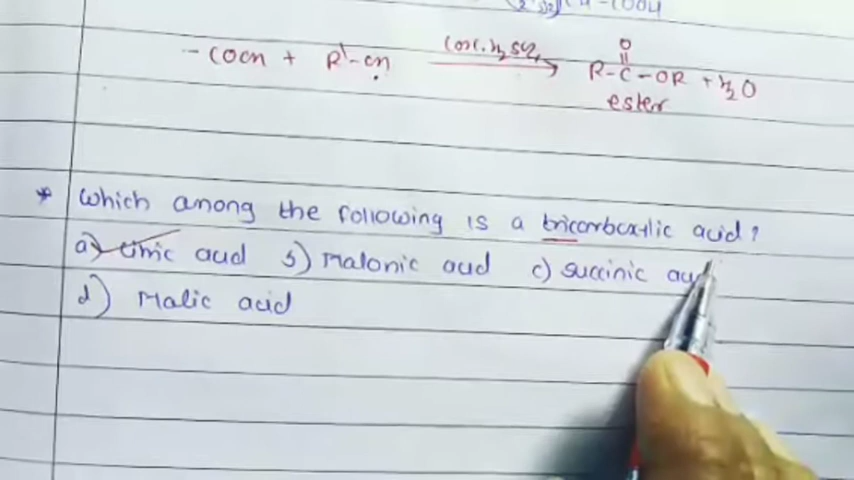 -COOH + R'-OH conc. H2SO4 → R-C-OR + H2O
O
ester
* Which among the following is a tricarboxylic acid?
a) Citric acid b) Malonic acid c) Succinic
d) Malic acid